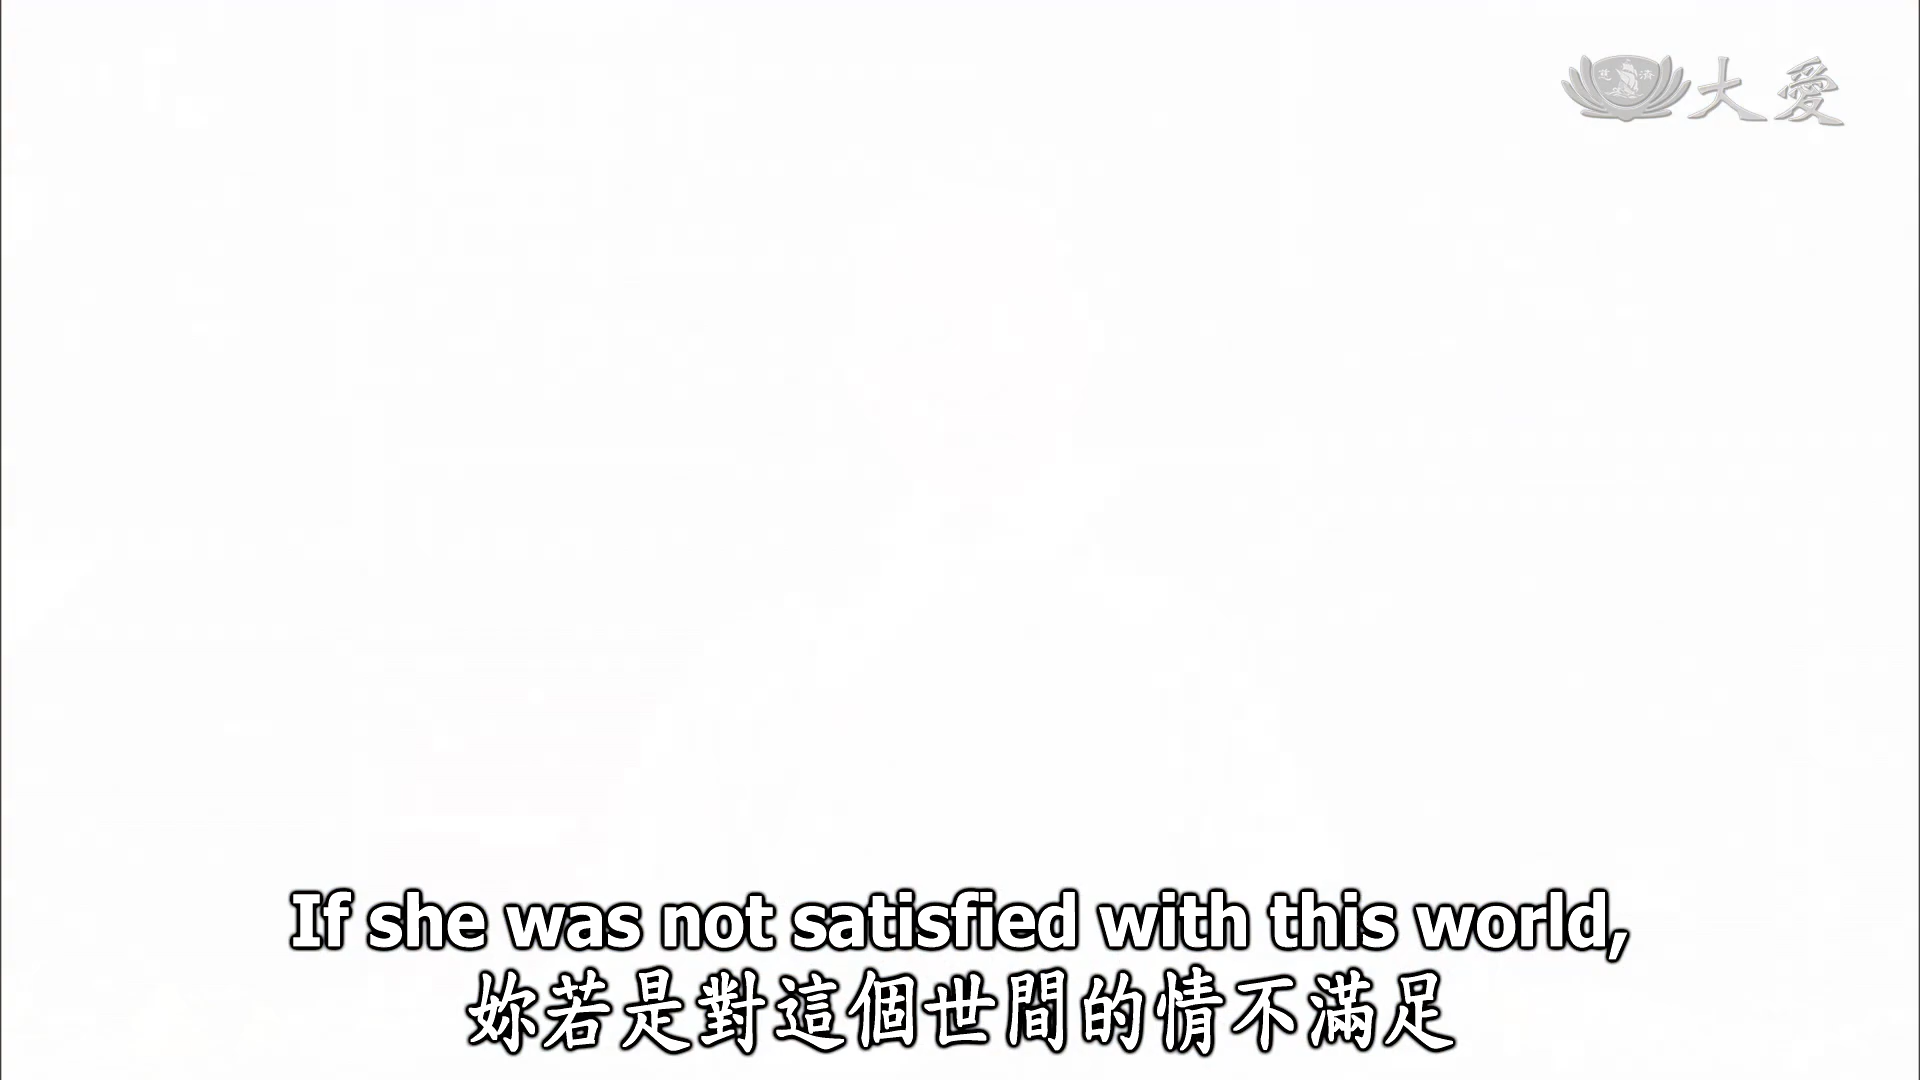 大愛
If she was not satisfied with this world,
妳若是對這個世間的情不滿足